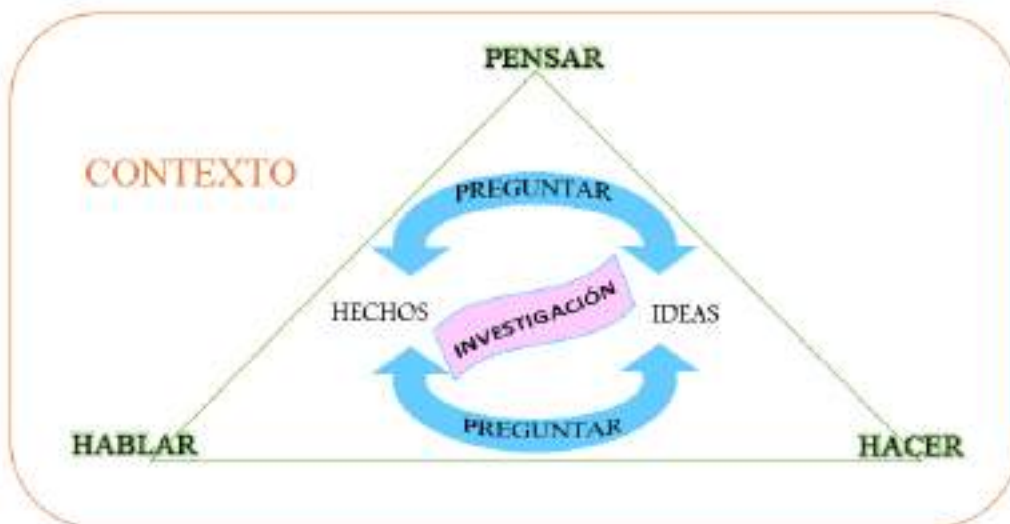 PENSAR
CONTEXTO
PREGUNTAR
HECHOS
INVESTIGACIÓN
IDEAS
PREGUNTAR
HABLAR
HACER